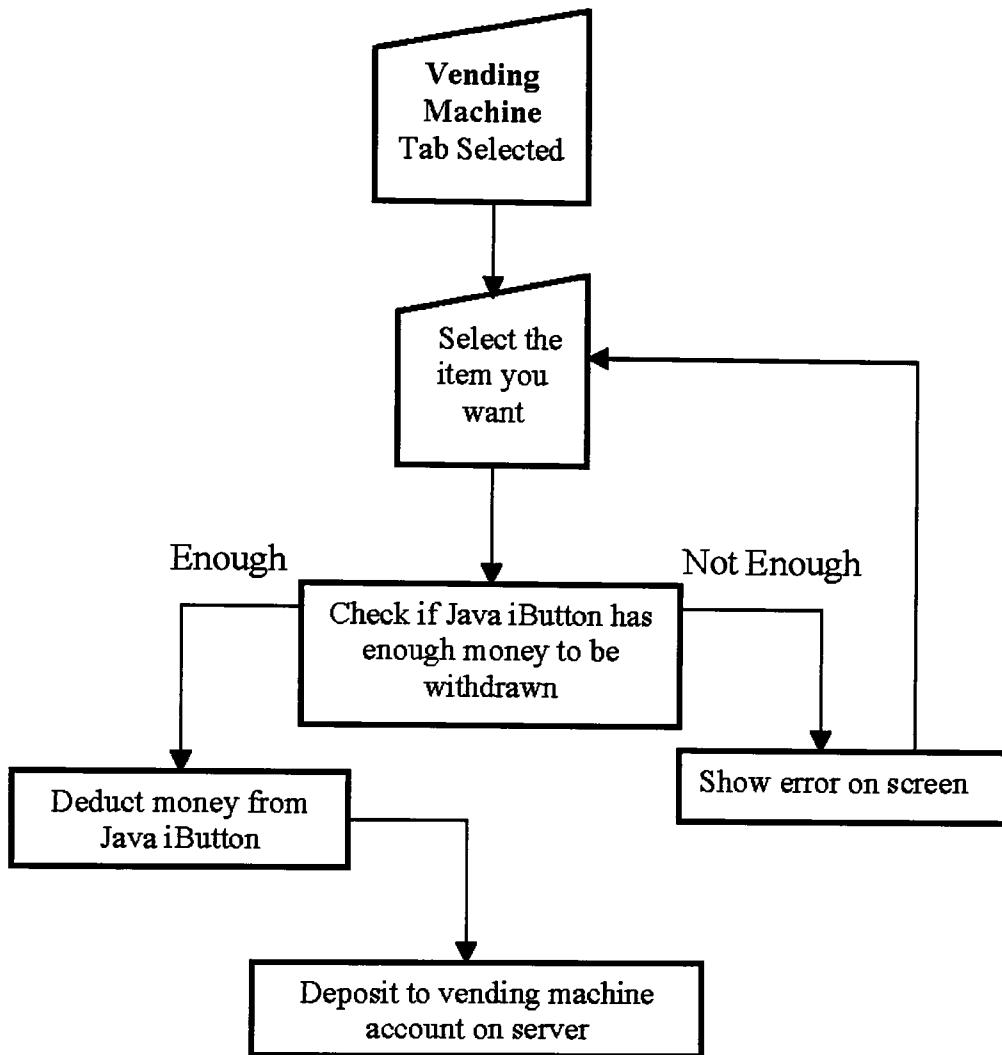 Vending
Machine
Tab Selected
Select the
item you
want
Enough
Not Enough
Check if Java iButton has
enough money to be
withdrawn
Deduct money from
Java iButton
Show error on screen
Deposit to vending machine
account on server